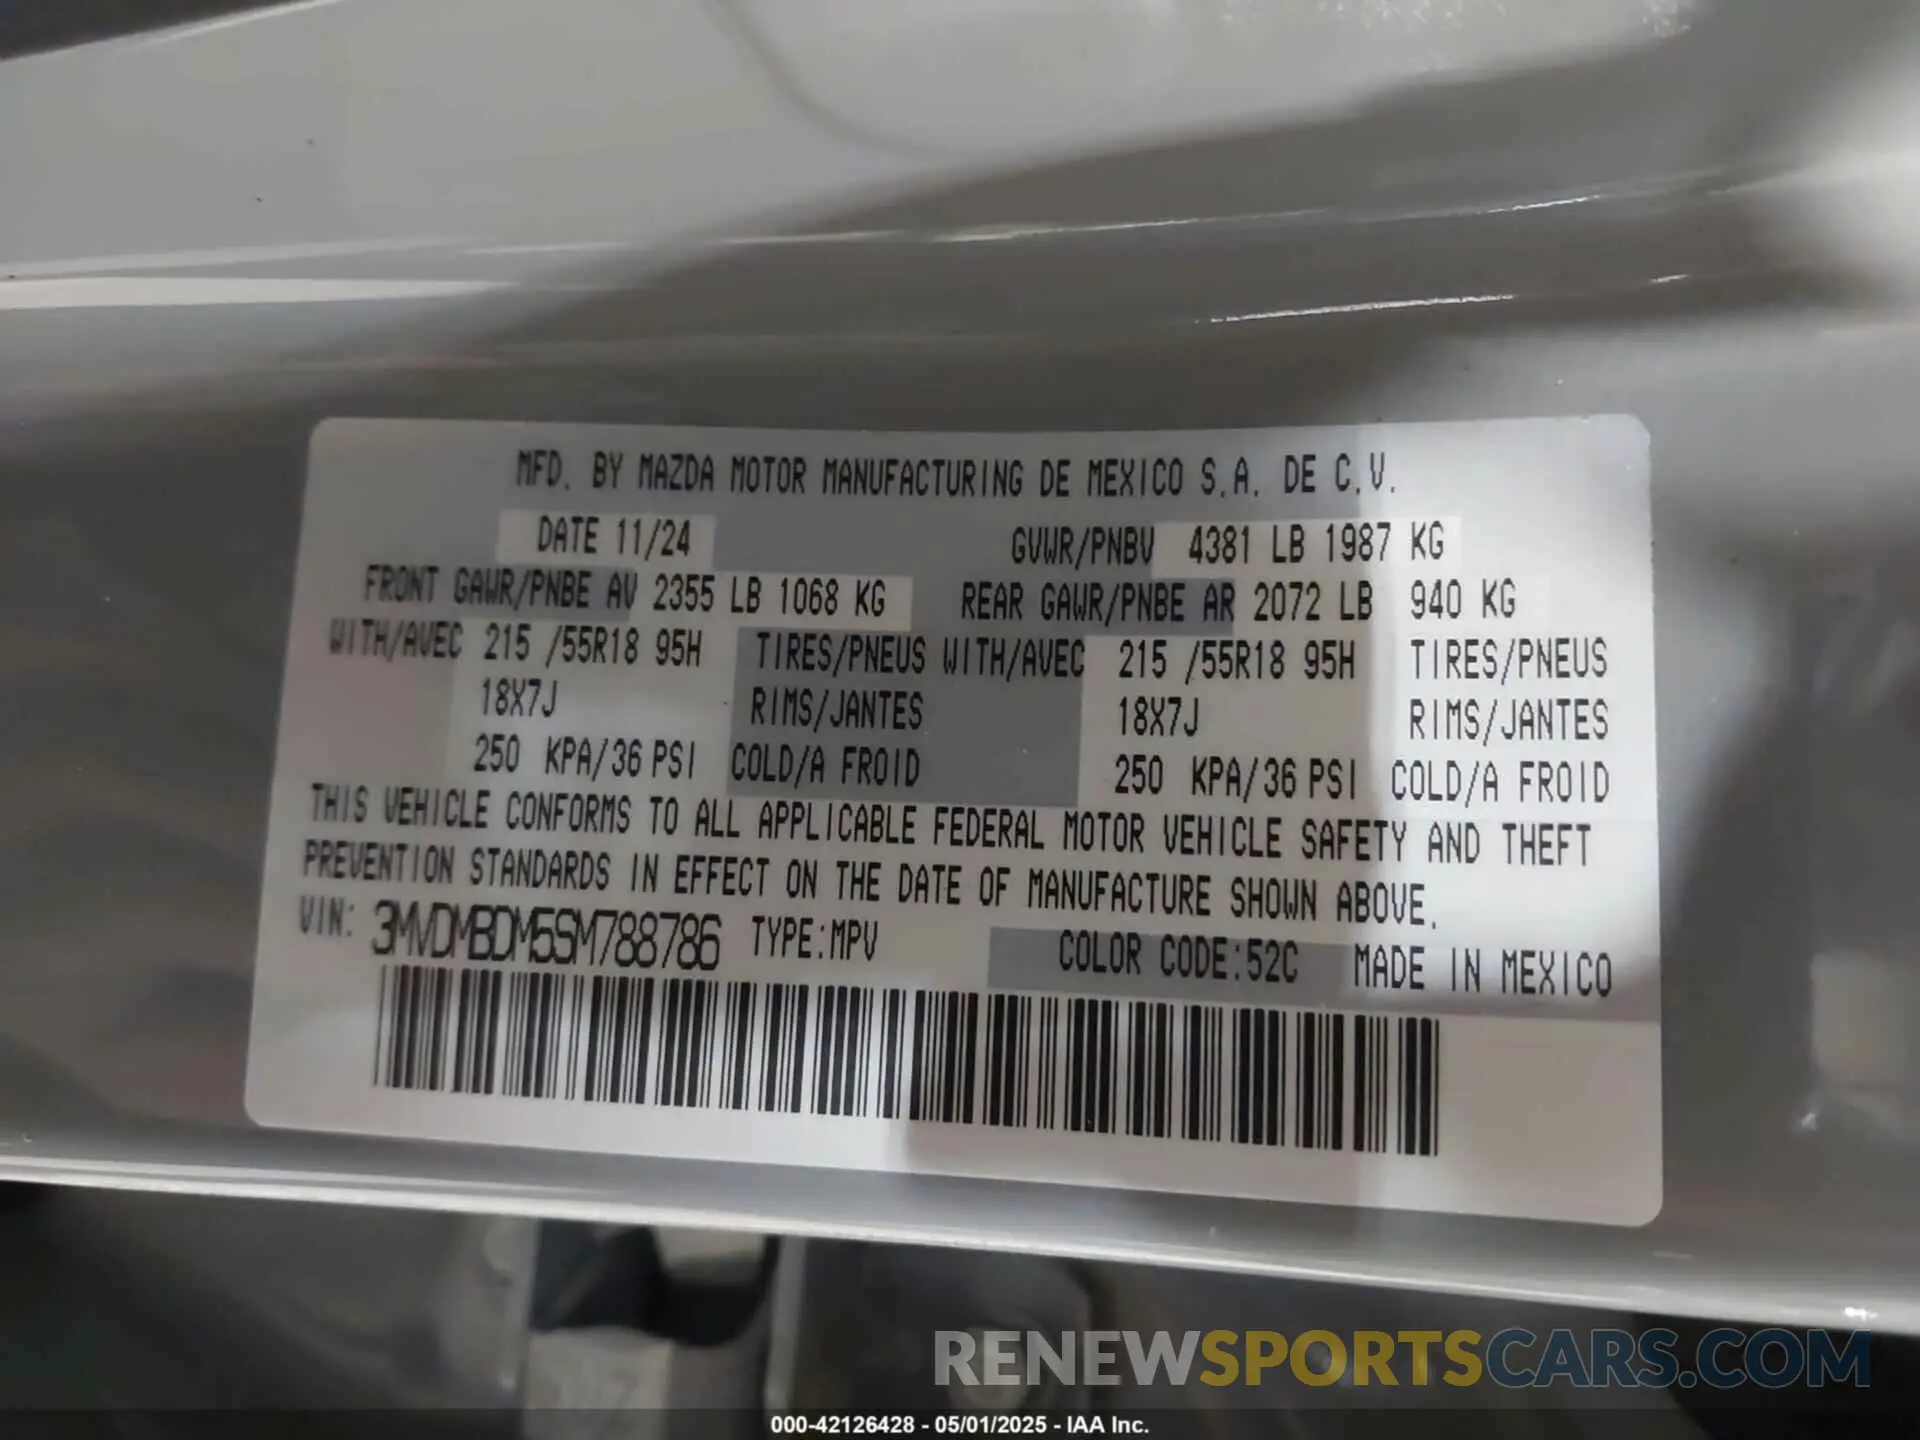 MFD. BY MAZDA MOTOR MANUFACTURING DE MEXICO S.A. DE C.V.
DATE 11/24 GVWR/PNBV 4381 LB 1987 KG
FRONT GAWR/PNBE AV 2355 LB 1068 KG REAR GAWR/PNBE AR 2072 LB 940 KG
WITH/AVEC 215 /55R18 95H TIRES/PNEUS WITH/AVEC 215 /55R18 95H TIRES/PNEUS
18X7J RIMS/JANTES 18X7J RIMS/JANTES
250 KPA/36 PSI COLD/A FROID 250 KPA/36 PSI COLD/A FROID
THIS VEHICLE CONFORMS TO ALL APPLICABLE FEDERAL MOTOR VEHICLE SAFETY AND THEFT
PREVENTION STANDARDS IN EFFECT ON THE DATE OF MANUFACTURE SHOWN ABOVE.
VIN: 3MVDMBDM5SM788786 TYPE:MPV COLOR CODE:52C MADE IN MEXICO
RENEWSPORTSCARS.COM
000-42126428 - 05/01/2025 - IAA Inc.